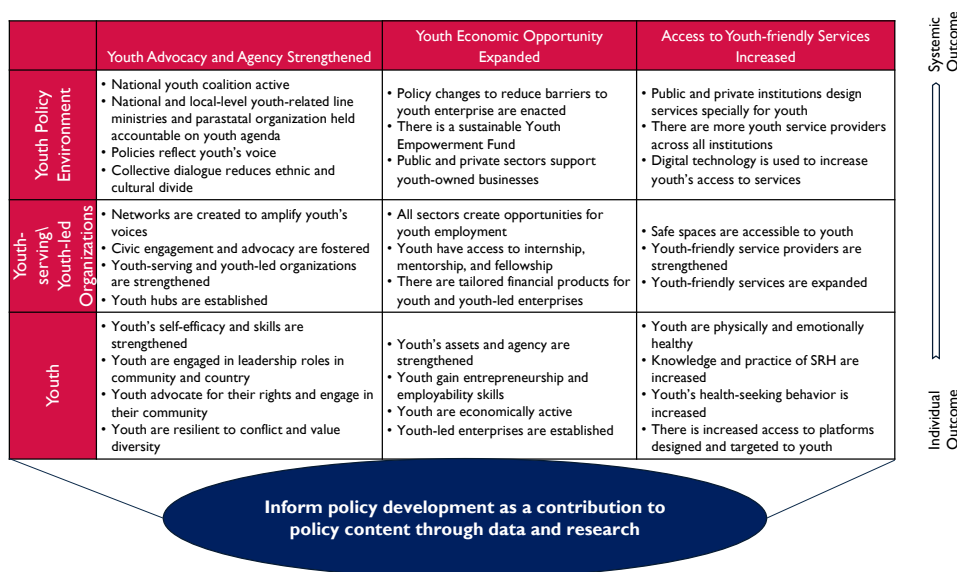 Youth Advocacy and Agency Strengthened
Youth Economic Opportunity
Expanded
Access to Youth-friendly Services
Increased
Systemic
Outcome
Youth Policy
Environment
• National youth coalition active
• National and local-level youth-related line
ministries and parastatal organization held
accountable on youth agenda
• Policies reflect youth's voice
• Collective dialogue reduces ethnic and
cultural divide
• Policy changes to reduce barriers to
youth enterprise are enacted
• There is a sustainable Youth
Empowerment Fund
• Public and private sectors support
youth-owned businesses
• Public and private institutions design
services specially for youth
• There are more youth service providers
across all institutions
• Digital technology is used to increase
youth's access to services
Youth-
serving\
Youth-led
Organizations
• Networks are created to amplify youth's
voices
• Civic engagement and advocacy are fostered
• Youth-serving and youth-led organizations
are strengthened
• Youth hubs are established
• All sectors create opportunities for
youth employment
• Youth have access to internship,
mentorship, and fellowship
• There are tailored financial products for
youth and youth-led enterprises
• Safe spaces are accessible to youth
• Youth-friendly service providers are
strengthened
• Youth-friendly services are expanded
Youth
• Youth's self-efficacy and skills are
strengthened
• Youth are engaged in leadership roles in
community and country
• Youth advocate for their rights and engage in
their community
• Youth are resilient to conflict and value
diversity
• Youth's assets and agency are
strengthened
• Youth gain entrepreneurship and
employability skills
• Youth are economically active
• Youth-led enterprises are established
• Youth are physically and emotionally
healthy
• Knowledge and practice of SRH are
increased
• Youth's health-seeking behavior is
increased
• There is increased access to platforms
designed and targeted to youth
Individual
Outcome
Inform policy development as a contribution to
policy content through data and research